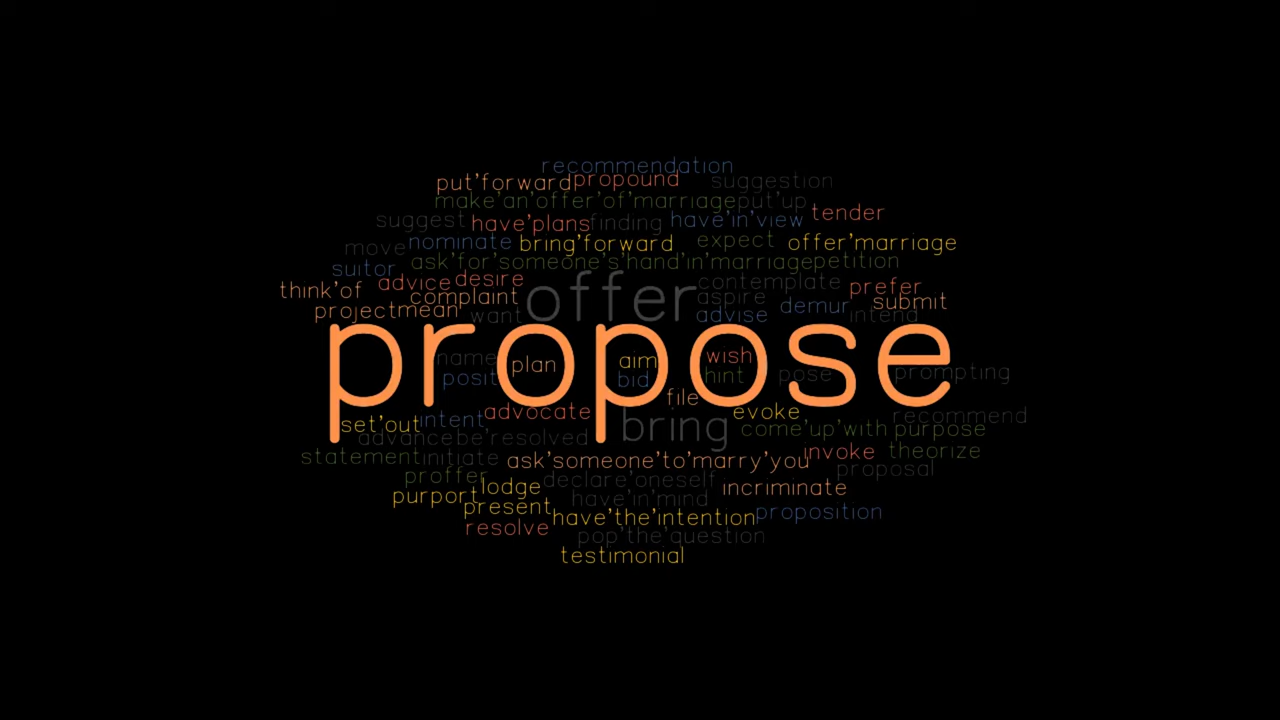 recommendation
put'forward propound suggestion
make'an'offer'of'marriage put'up
suggest have'plans finding have'in'view tender
move nominate bring'forward expect offer'marriage
suitor ask'for'someone's'hand'in'marriage petition
think'of advice desire offer contemplate prefer
complaint aspire demur submit
project mean want advise intend
propose
name plan aim wish
posit bid hint pose prompting
file
set'out intent advocate bring evoke recommend
advance be'resolved come'up'with purpose
statement initiate ask'someone'to'marry'you invoke theorize
proffer declare'oneself proposal
purport lodge have'in'mind incriminate
present have'the'intention proposition
resolve pop'the'question
testimonial